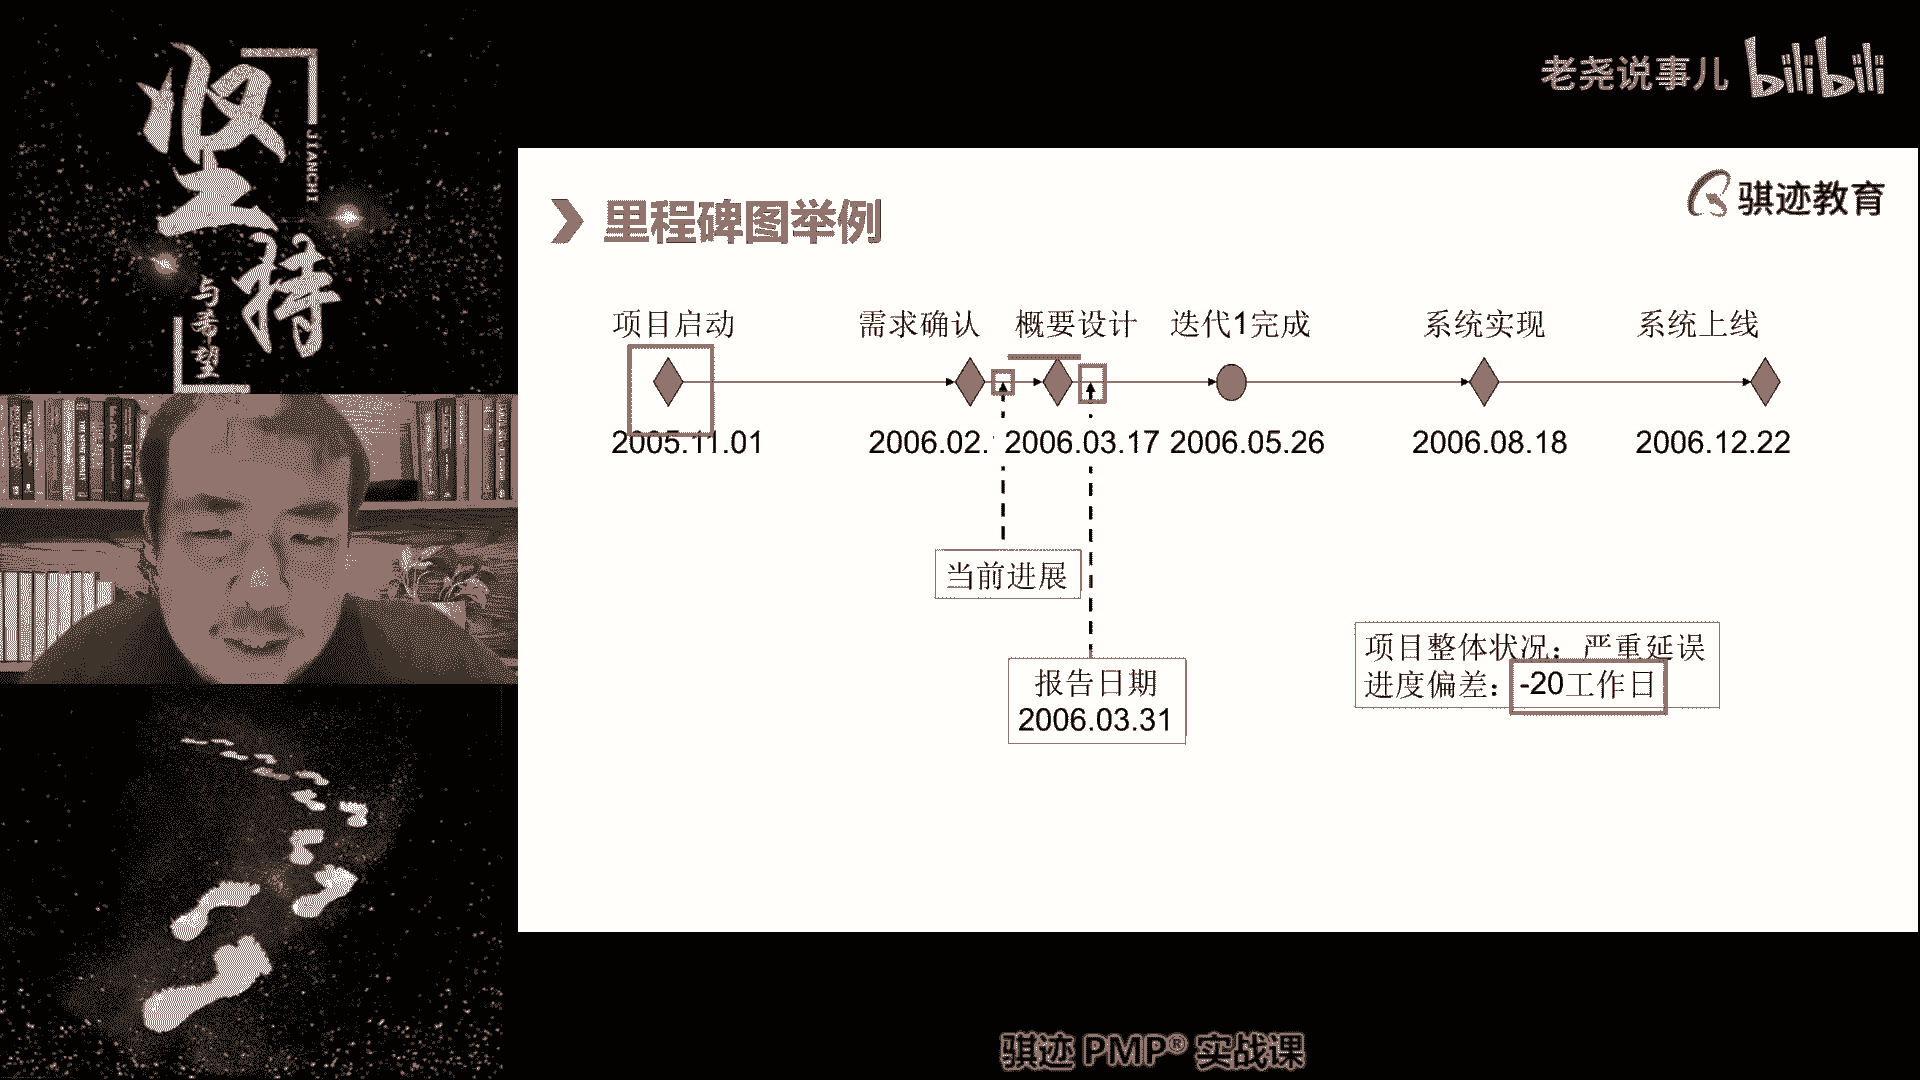 坚持
JIANCHI
与希望
老尧说事儿 bilibili
骐迹教育
里程碑图举例
项目启动 需求确认 概要设计 迭代1完成 系统实现 系统上线
2005.11.01 2006.02. 2006.03.17 2006.05.26 2006.08.18 2006.12.22
当前进展
报告日期
2006.03.31
项目整体状况：严重延误
进度偏差：-20工作日
骐迹 PMP® 实战课